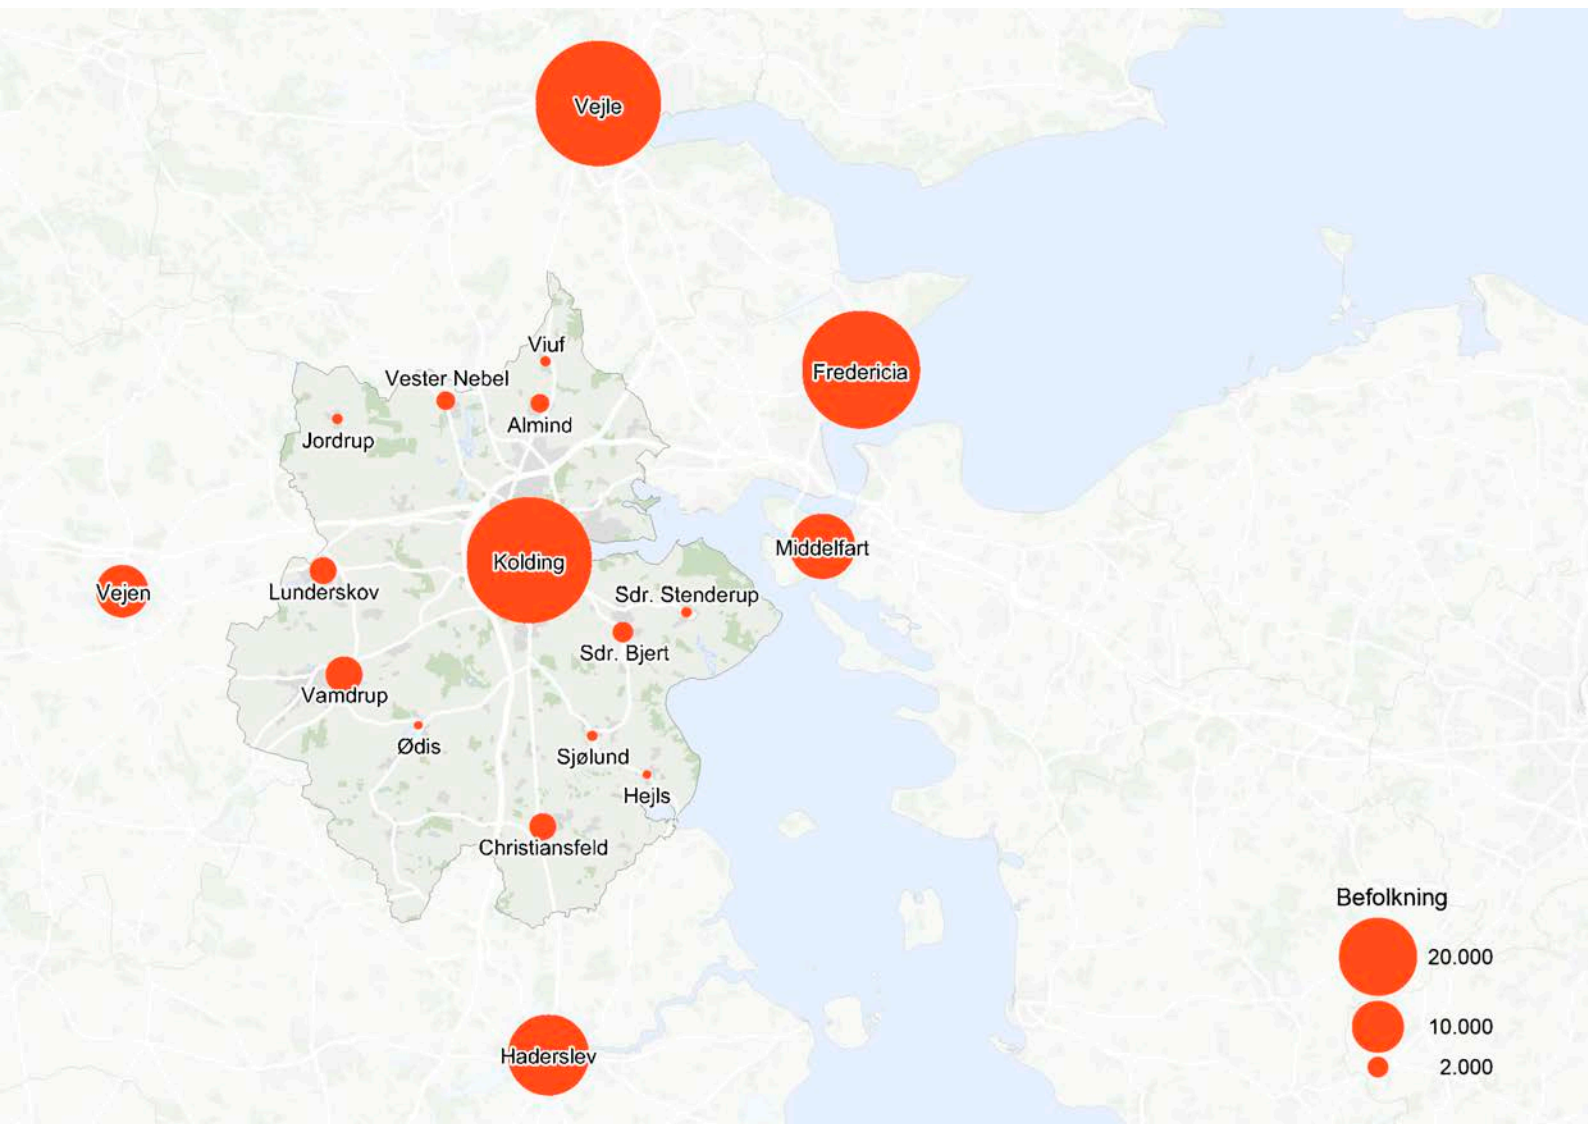 Vejle
Viuf
Vester Nebel
Fredericia
Almind
Jordrup
Middelfart
Kolding
Vejen
Lunderskov
Sdr. Stenderup
Sdr. Bjert
Vamdrup
Ødis
Sjølund
Hejls
Christiansfeld
Befolkning
20.000
10.000
2.000
Haderslev